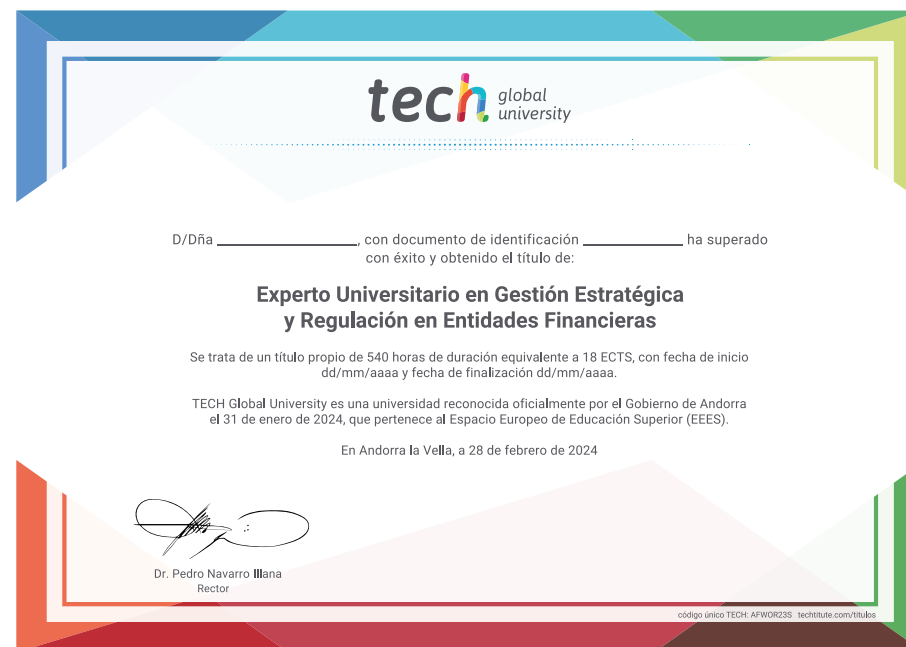 tech global university
D/Dña ____________________, con documento de identificación ______________ ha superado
con éxito y obtenido el título de:
Experto Universitario en Gestión Estratégica
y Regulación en Entidades Financieras
Se trata de un título propio de 540 horas de duración equivalente a 18 ECTS, con fecha de inicio
dd/mm/aaaa y fecha de finalización dd/mm/aaaa.
TECH Global University es una universidad reconocida oficialmente por el Gobierno de Andorra
el 31 de enero de 2024, que pertenece al Espacio Europeo de Educación Superior (EEES).
En Andorra la Vella, a 28 de febrero de 2024
Dr. Pedro Navarro Illana
Rector
código único TECH: AFWOR23S techtitute.com/titulos